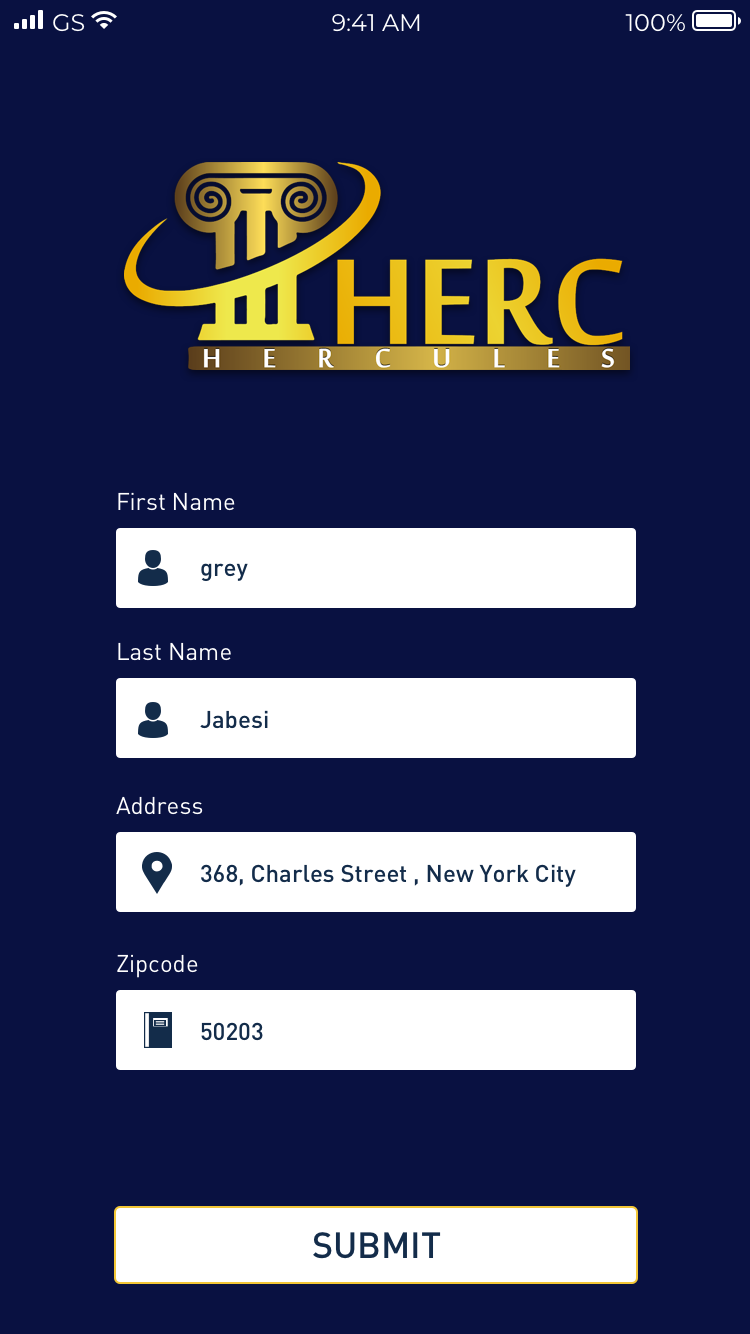 GS 9:41 AM 100%
HERC
HERCULES
First Name
grey
Last Name
Jabesi
Address
368, Charles Street , New York City
Zipcode
50203
SUBMIT